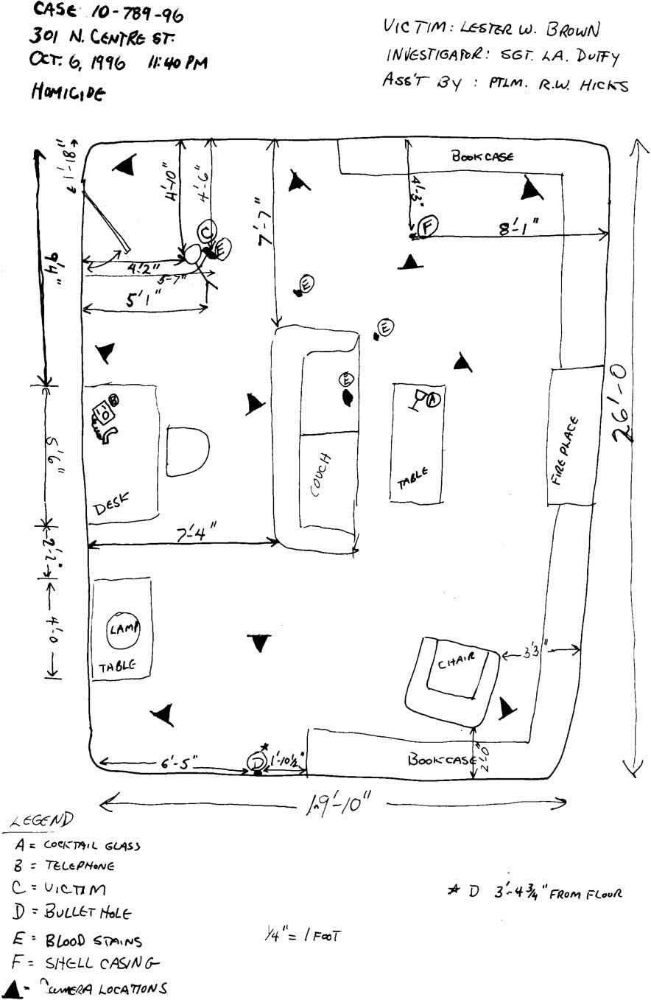 CASE 10-789-96
301 N. CENTRE ST.
OCT. 6, 1996 11:40 PM
HOMICIDE
VICTIM: LESTER W. BROWN
INVESTIGATOR: SGT. L.A. DUFFY
ASS'T BY : PTLM. R.W. HICKS
BOOKCASE
4'-10"
4'-6"
7'-7"
4'-3"
F
8'-1"
C
E
4'2"
5-7"
5'1"
9'4"
E
E
E
B
A
26'-0
5'6"
DESK
COUCH
TABLE
FIRE PLACE
7'-4"
2'-2"
4'-0
LAMP
TABLE
CHAIR
3'3"
6'-5"
★
D
1'-10½"
BOOKCASE
2'-0"
19'-10"
LEGEND
A = COCKTAIL GLASS
B = TELEPHONE
C = VICTIM
D = BULLET HOLE
E = BLOOD STAINS
F = SHELL CASING
▲ = CAMERA LOCATIONS
★ D 3'-4¾" FROM FLOOR
¼" = 1 FOOT